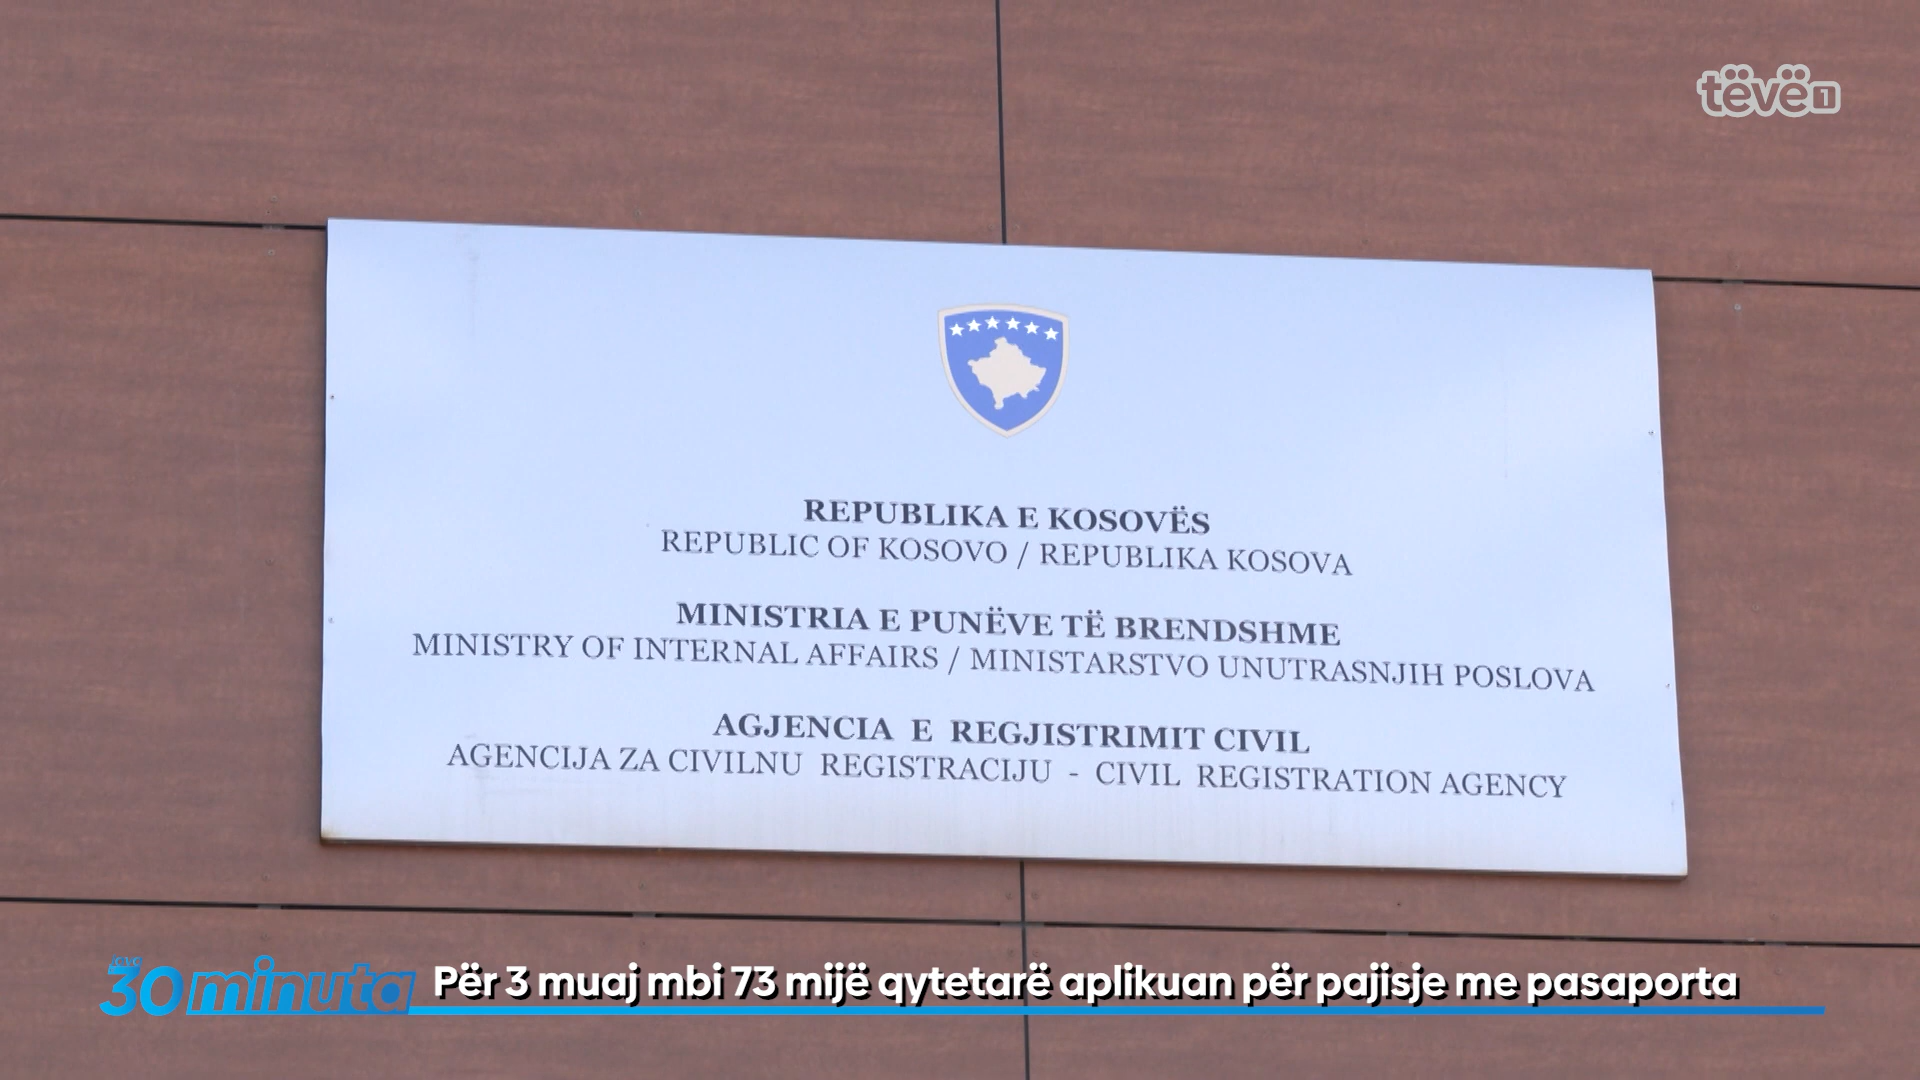 tëvë1
REPUBLIKA E KOSOVËS
REPUBLIC OF KOSOVO / REPUBLIKA KOSOVA
MINISTRIA E PUNËVE TË BRENDSHME
MINISTRY OF INTERNAL AFFAIRS / MINISTARSTVO UNUTRASNJIH POSLOVA
AGJENCIA E REGJISTRIMIT CIVIL
AGENCIJA ZA CIVILNU REGISTRACIJU - CIVIL REGISTRATION AGENCY
30 minuta
Për 3 muaj mbi 73 mijë qytetarë aplikuan për pajisje me pasaporta